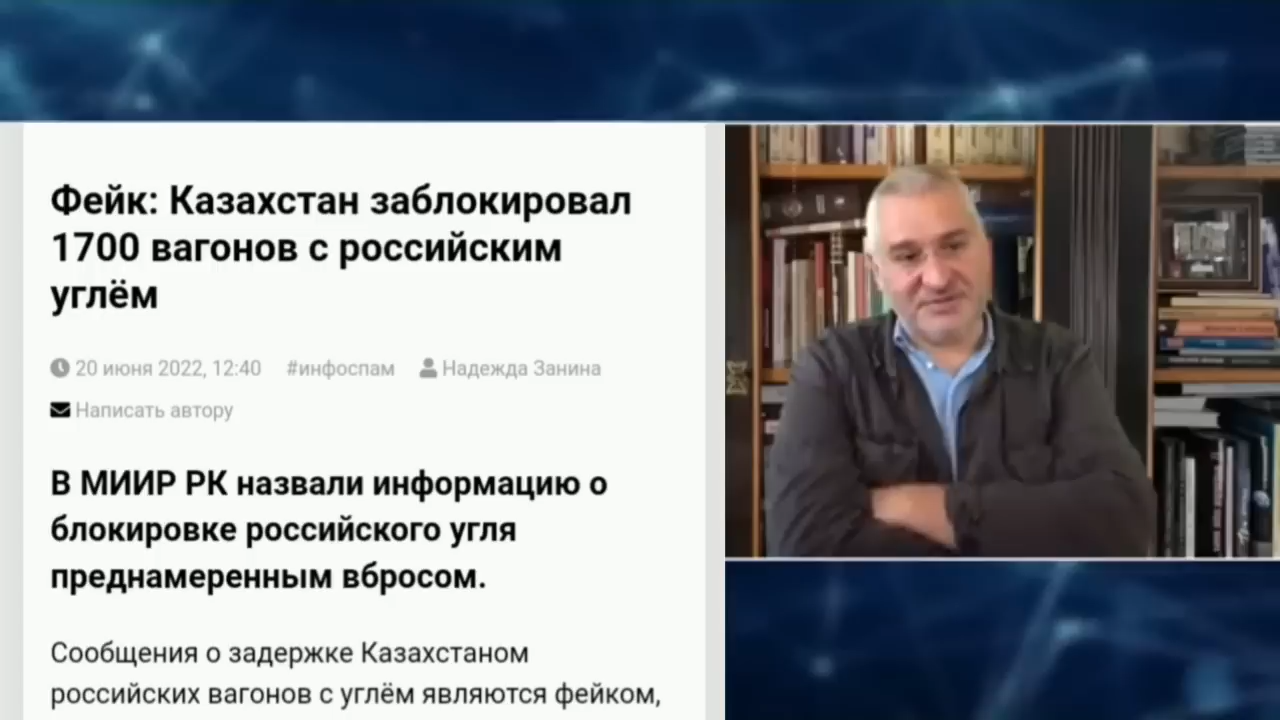 Фейк: Казахстан заблокировал
1700 вагонов с российским
углём
20 июня 2022, 12:40 #инфоспам Надежда Занина
Написать автору
В МИИР РК назвали информацию о
блокировке российского угля
преднамеренным вбросом.
Сообщения о задержке Казахстаном
российских вагонов с углём являются фейком,